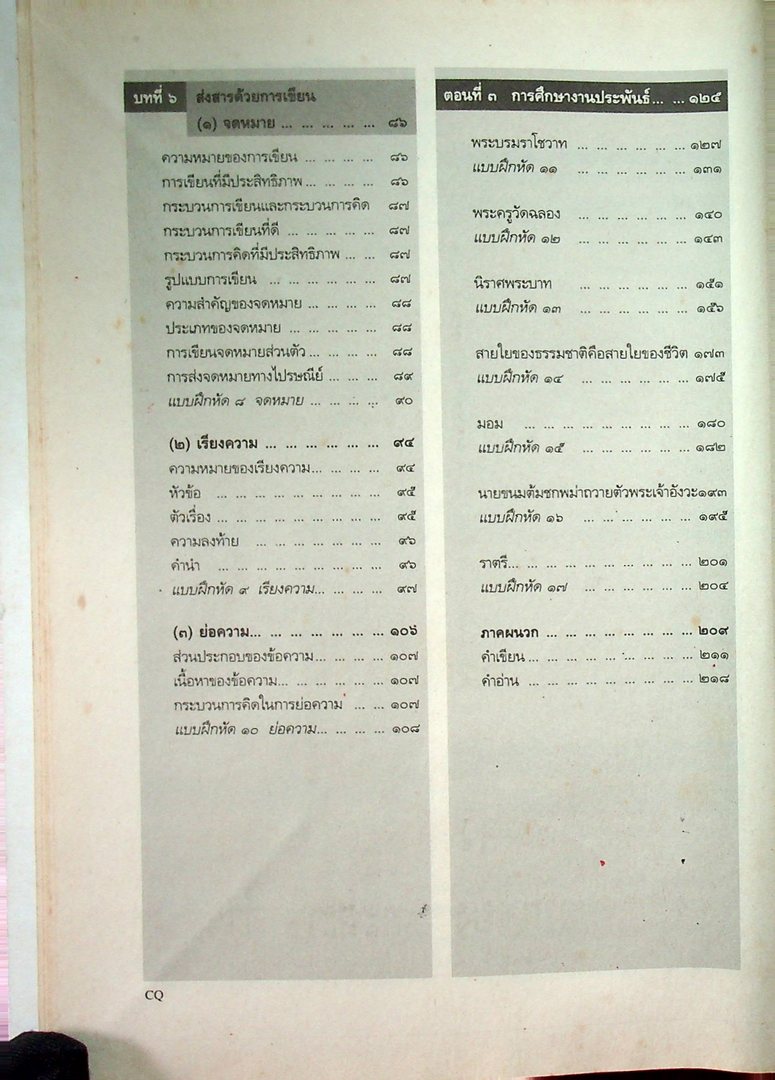 บทที่ ๖ ส่งสารด้วยการเขียน
(๑) จดหมาย ... ... ... ... ... ๘๖
ความหมายของการเขียน ... ... ... ... ๘๖
การเขียนที่มีประสิทธิภาพ ... ... ... ... ๘๖
กระบวนการเขียนและกระบวนการคิด ๘๗
กระบวนการเขียนที่ดี ... ... ... ... ... ๘๗
กระบวนการคิดที่มีประสิทธิภาพ ... ... ๘๗
รูปแบบการเขียน ... ... ... ... ... ... ๘๗
ความสำคัญของจดหมาย ... ... ... ... ๘๘
ประเภทของจดหมาย ... ... ... ... ... ๘๘
การเขียนจดหมายส่วนตัว ... ... ... ... ๘๘
การส่งจดหมายทางไปรษณีย์ ... ... ... ๘๙
แบบฝึกหัด ๘ จดหมาย ... ... ... ... ๙๐
(๒) เรียงความ ... ... ... ... ... ... ๙๔
ความหมายของเรียงความ... ... ... ... ๙๔
หัวข้อ ... ... ... ... ... ... ... ... ๙๕
ตัวเรื่อง ... ... ... ... ... ... ... ... ๙๕
ความลงท้าย ... ... ... ... ... ... ๙๖
คำนำ ... ... ... ... ... ... ... ... ๙๖
แบบฝึกหัด ๙ เรียงความ... ... ... ... ๙๗
(๓) ย่อความ... ... ... ... ... ... ... ๑๐๖
ส่วนประกอบของข้อความ... ... ... ... ๑๐๗
เนื้อหาของข้อความ... ... ... ... ... ๑๐๗
กระบวนการคิดในการย่อความ ... ... ๑๐๗
แบบฝึกหัด ๑๐ ย่อความ... ... ... ... ๑๐๘
ตอนที่ ๓ การศึกษางานประพันธ์ ... ... ๑๒๕
พระบรมราโชวาท ... ... ... ... ... ๑๒๗
แบบฝึกหัด ๑๑ ... ... ... ... ... ๑๓๑
พระครูวัดฉลอง ... ... ... ... ... ๑๔๐
แบบฝึกหัด ๑๒ ... ... ... ... ... ๑๔๓
นิราศพระบาท ... ... ... ... ... ๑๕๑
แบบฝึกหัด ๑๓ ... ... ... ... ... ๑๕๖
สายใยของธรรมชาติคือสายใยของชีวิต ๑๗๓
แบบฝึกหัด ๑๔ ... ... ... ... ... ๑๗๕
มอม ... ... ... ... ... ... ... ... ๑๘๐
แบบฝึกหัด ๑๕ ... ... ... ... ... ... ๑๘๒
นายขนมต้มชกพม่าถวายตัวพระเจ้าอังวะ๑๙๓
แบบฝึกหัด ๑๖ ... ... ... ... ... ๑๙๕
ราตรี... ... ... ... ... ... ... ... ... ๒๐๑
แบบฝึกหัด ๑๗ ... ... ... ... ... ๒๐๔
ภาคผนวก ... ... ... ... ... ... ... ๒๐๙
คำเขียน ... ... ... ... ... ... ... ... ๒๑๑
คำอ่าน ... ... ... ... ... ... ... ... ๒๑๘
CQ